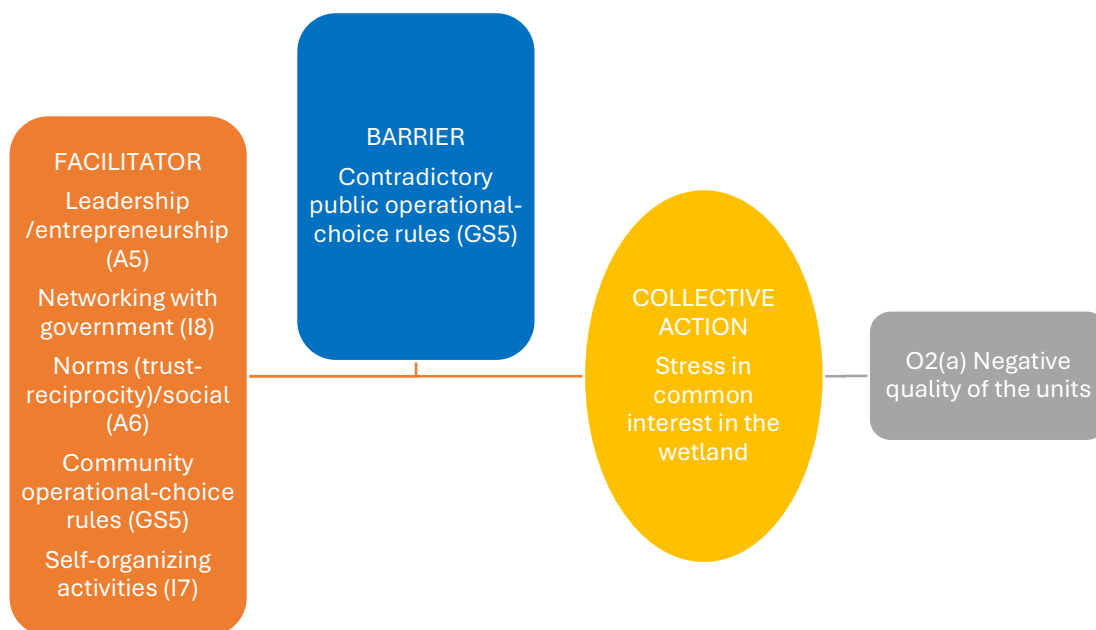 FACILITATOR
Leadership
/entrepreneurship
(A5)
Networking with
government (I8)
Norms (trust-
reciprocity)/social
(A6)
Community
operational-choice
rules (GS5)
Self-organizing
activities (I7)
BARRIER
Contradictory
public operational-
choice rules (GS5)
COLLECTIVE
ACTION
Stress in
common
interest in the
wetland
O2(a) Negative
quality of the units